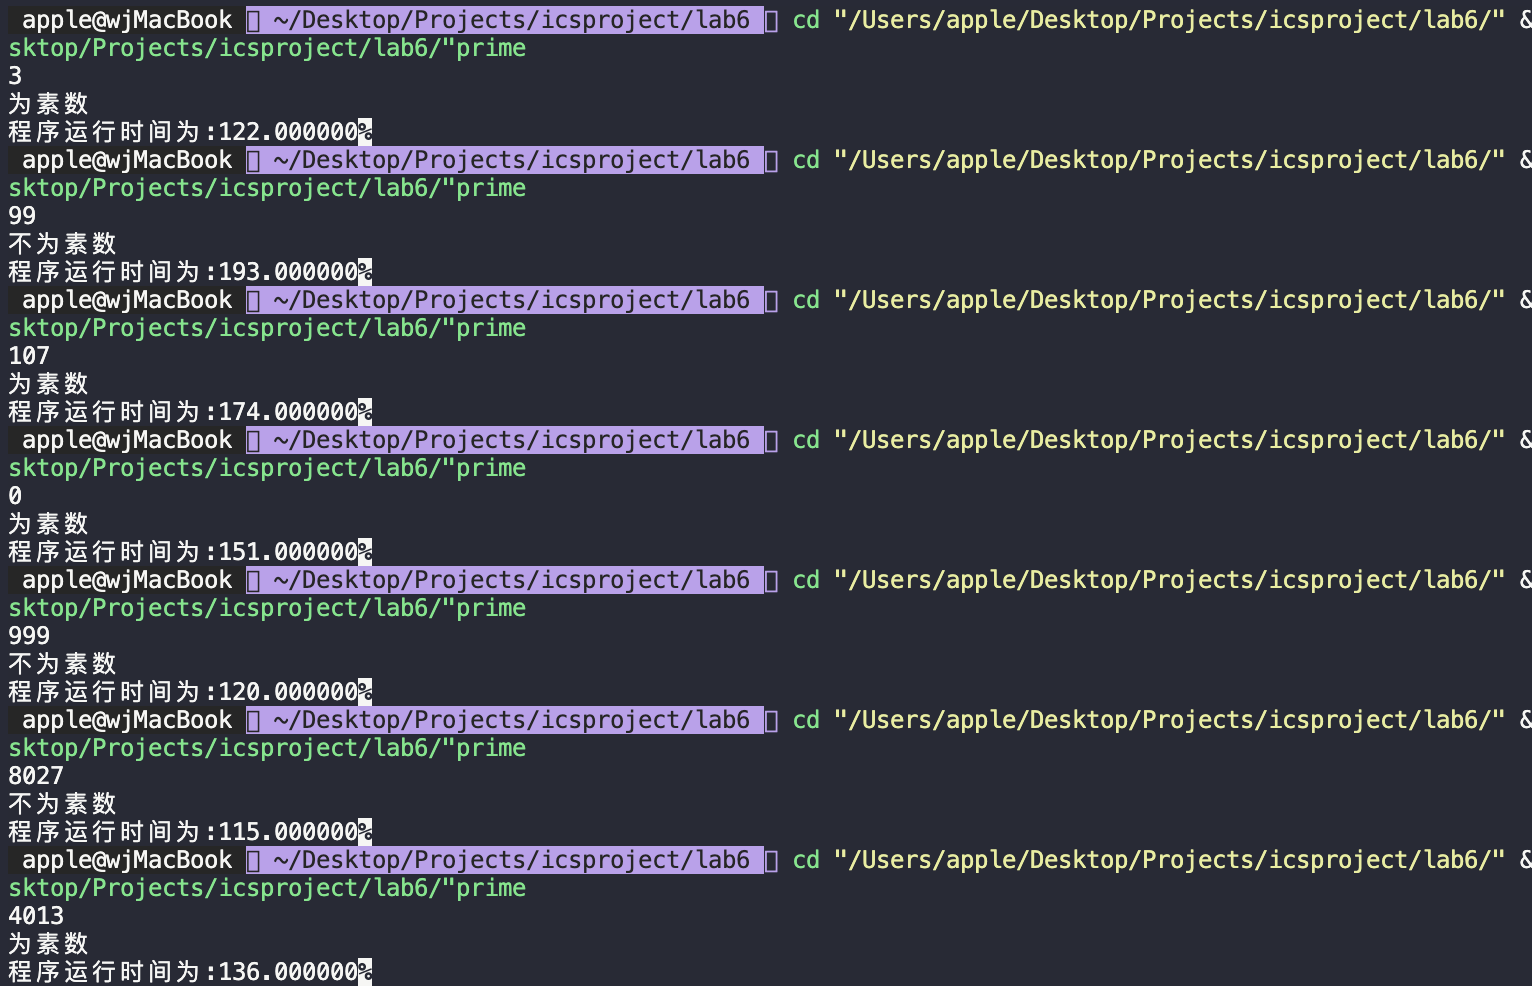 apple@wjMacBook ~/Desktop/Projects/icsproject/lab6 cd "/Users/apple/Desktop/Projects/icsproject/lab6/" &
sktop/Projects/icsproject/lab6/"prime
3
为素数
程序运行时间为:122.000000%
apple@wjMacBook ~/Desktop/Projects/icsproject/lab6 cd "/Users/apple/Desktop/Projects/icsproject/lab6/" &
sktop/Projects/icsproject/lab6/"prime
99
不为素数
程序运行时间为:193.000000%
apple@wjMacBook ~/Desktop/Projects/icsproject/lab6 cd "/Users/apple/Desktop/Projects/icsproject/lab6/" &
sktop/Projects/icsproject/lab6/"prime
107
为素数
程序运行时间为:174.000000%
apple@wjMacBook ~/Desktop/Projects/icsproject/lab6 cd "/Users/apple/Desktop/Projects/icsproject/lab6/" &
sktop/Projects/icsproject/lab6/"prime
0
为素数
程序运行时间为:151.000000%
apple@wjMacBook ~/Desktop/Projects/icsproject/lab6 cd "/Users/apple/Desktop/Projects/icsproject/lab6/" &
sktop/Projects/icsproject/lab6/"prime
999
不为素数
程序运行时间为:120.000000%
apple@wjMacBook ~/Desktop/Projects/icsproject/lab6 cd "/Users/apple/Desktop/Projects/icsproject/lab6/" &
sktop/Projects/icsproject/lab6/"prime
8027
不为素数
程序运行时间为:115.000000%
apple@wjMacBook ~/Desktop/Projects/icsproject/lab6 cd "/Users/apple/Desktop/Projects/icsproject/lab6/" &
sktop/Projects/icsproject/lab6/"prime
4013
为素数
程序运行时间为:136.000000%